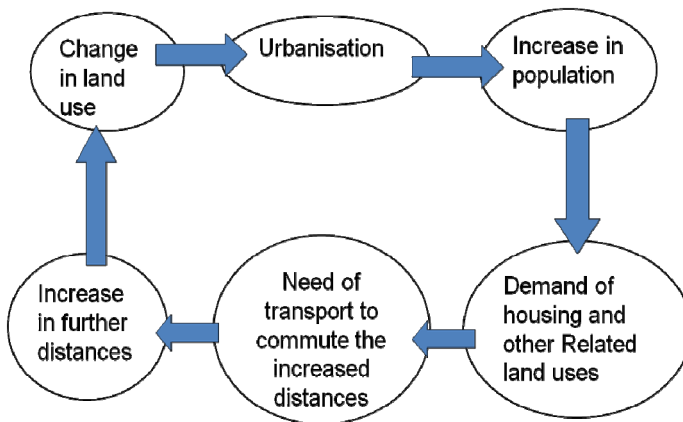 Change
in land
use
Urbanisation
Increase in
population
Demand of
housing and
other Related
land uses
Need of
transport to
commute the
increased
distances
Increase
in further
distances